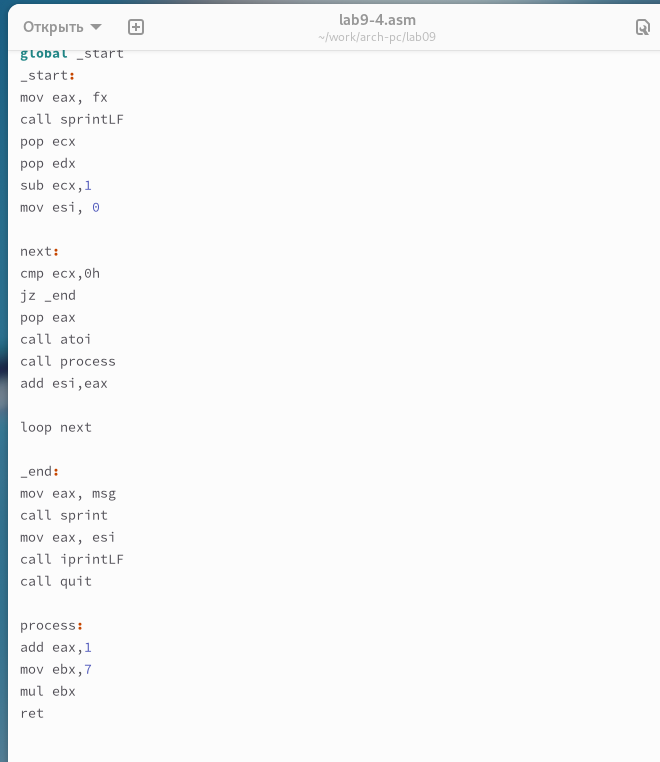 Открыть
lab9-4.asm
~/work/arch-pc/lab09
global _start
_start:
mov eax, fx
call sprintLF
pop ecx
pop edx
sub ecx,1
mov esi, 0

next:
cmp ecx,0h
jz _end
pop eax
call atoi
call process
add esi,eax

loop next

_end:
mov eax, msg
call sprint
mov eax, esi
call iprintLF
call quit

process:
add eax,1
mov ebx,7
mul ebx
ret